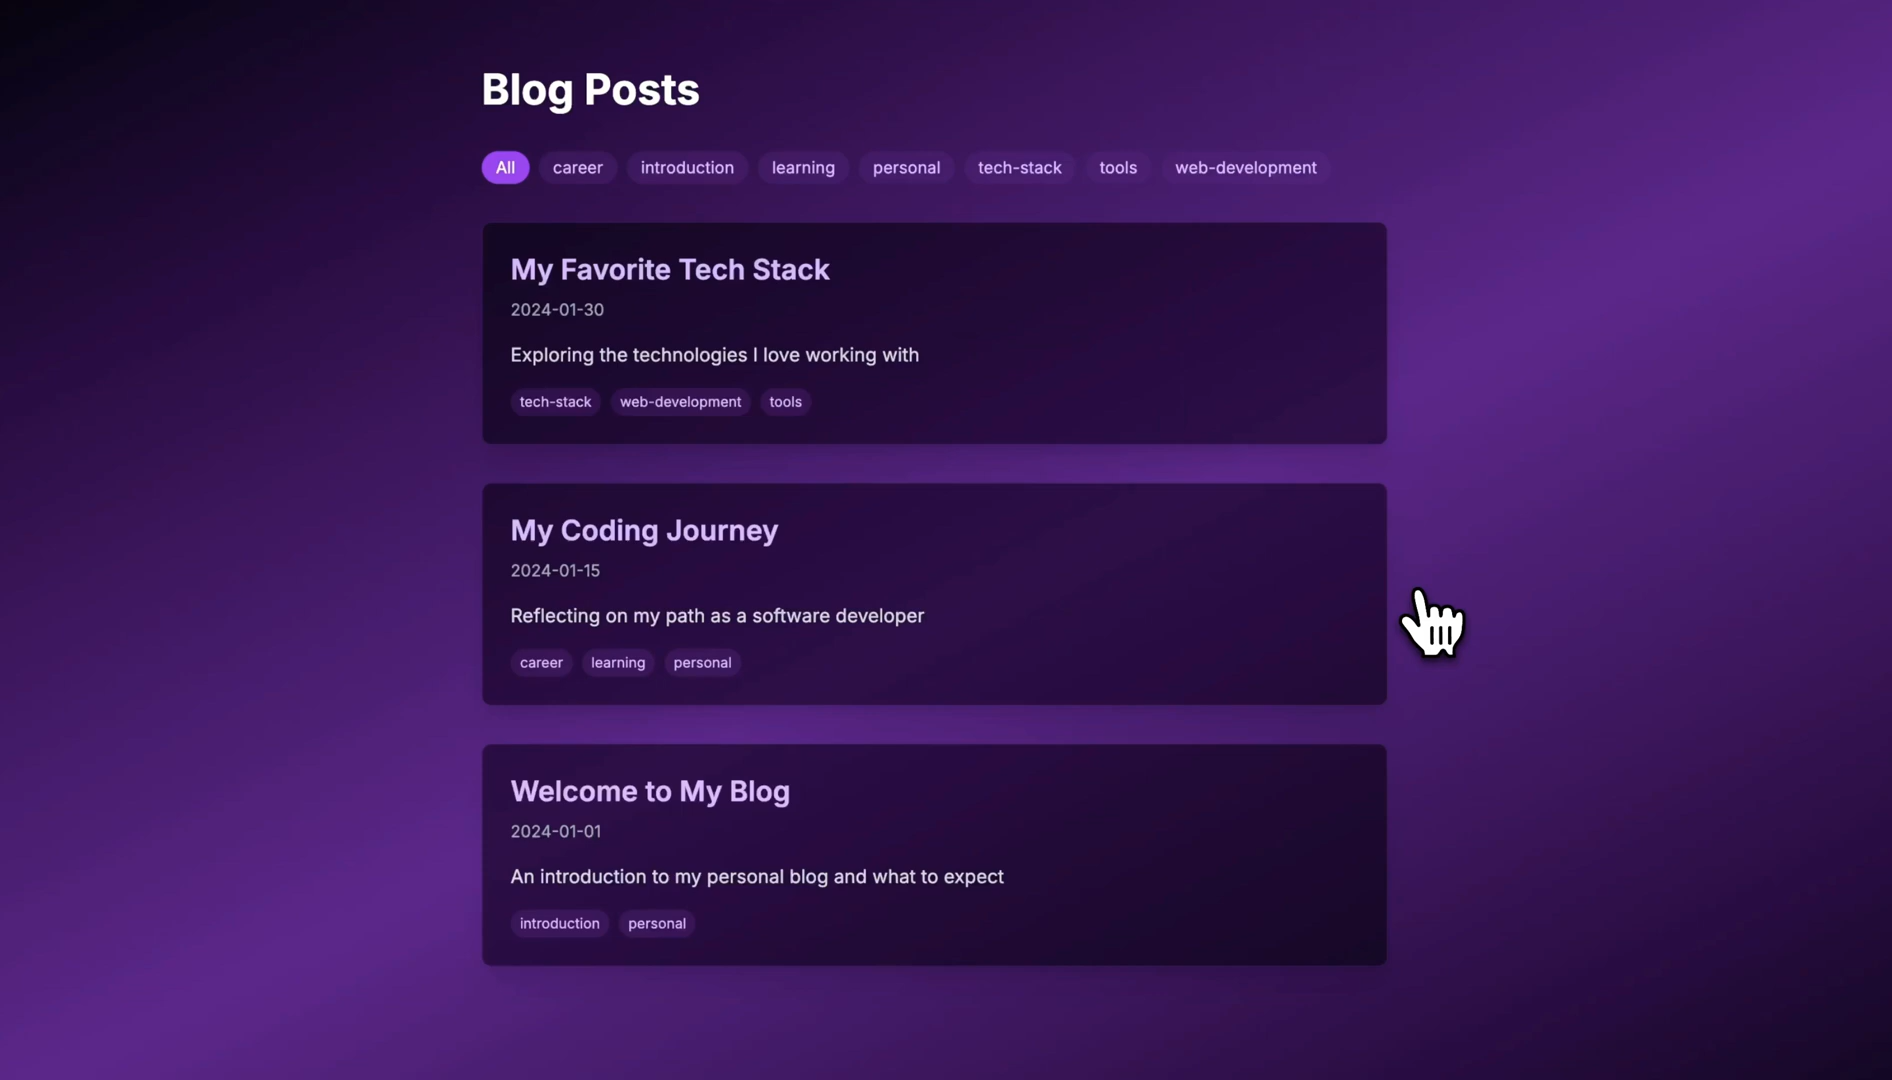 Blog Posts
All career introduction learning personal tech-stack tools web-development
My Favorite Tech Stack
2024-01-30
Exploring the technologies I love working with
tech-stack web-development tools
My Coding Journey
2024-01-15
Reflecting on my path as a software developer
career learning personal
Welcome to My Blog
2024-01-01
An introduction to my personal blog and what to expect
introduction personal